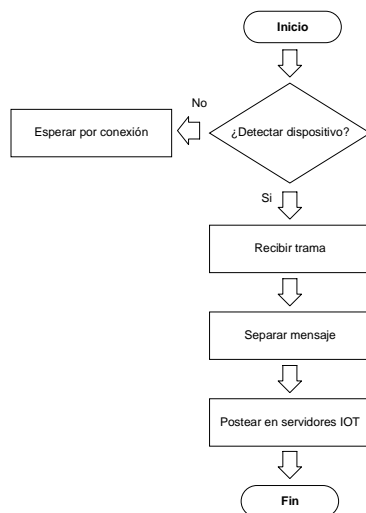 Inicio
No
Esperar por conexión
¿Detectar dispositivo?
Si
Recibir trama
Separar mensaje
Postear en servidores IOT
Fin